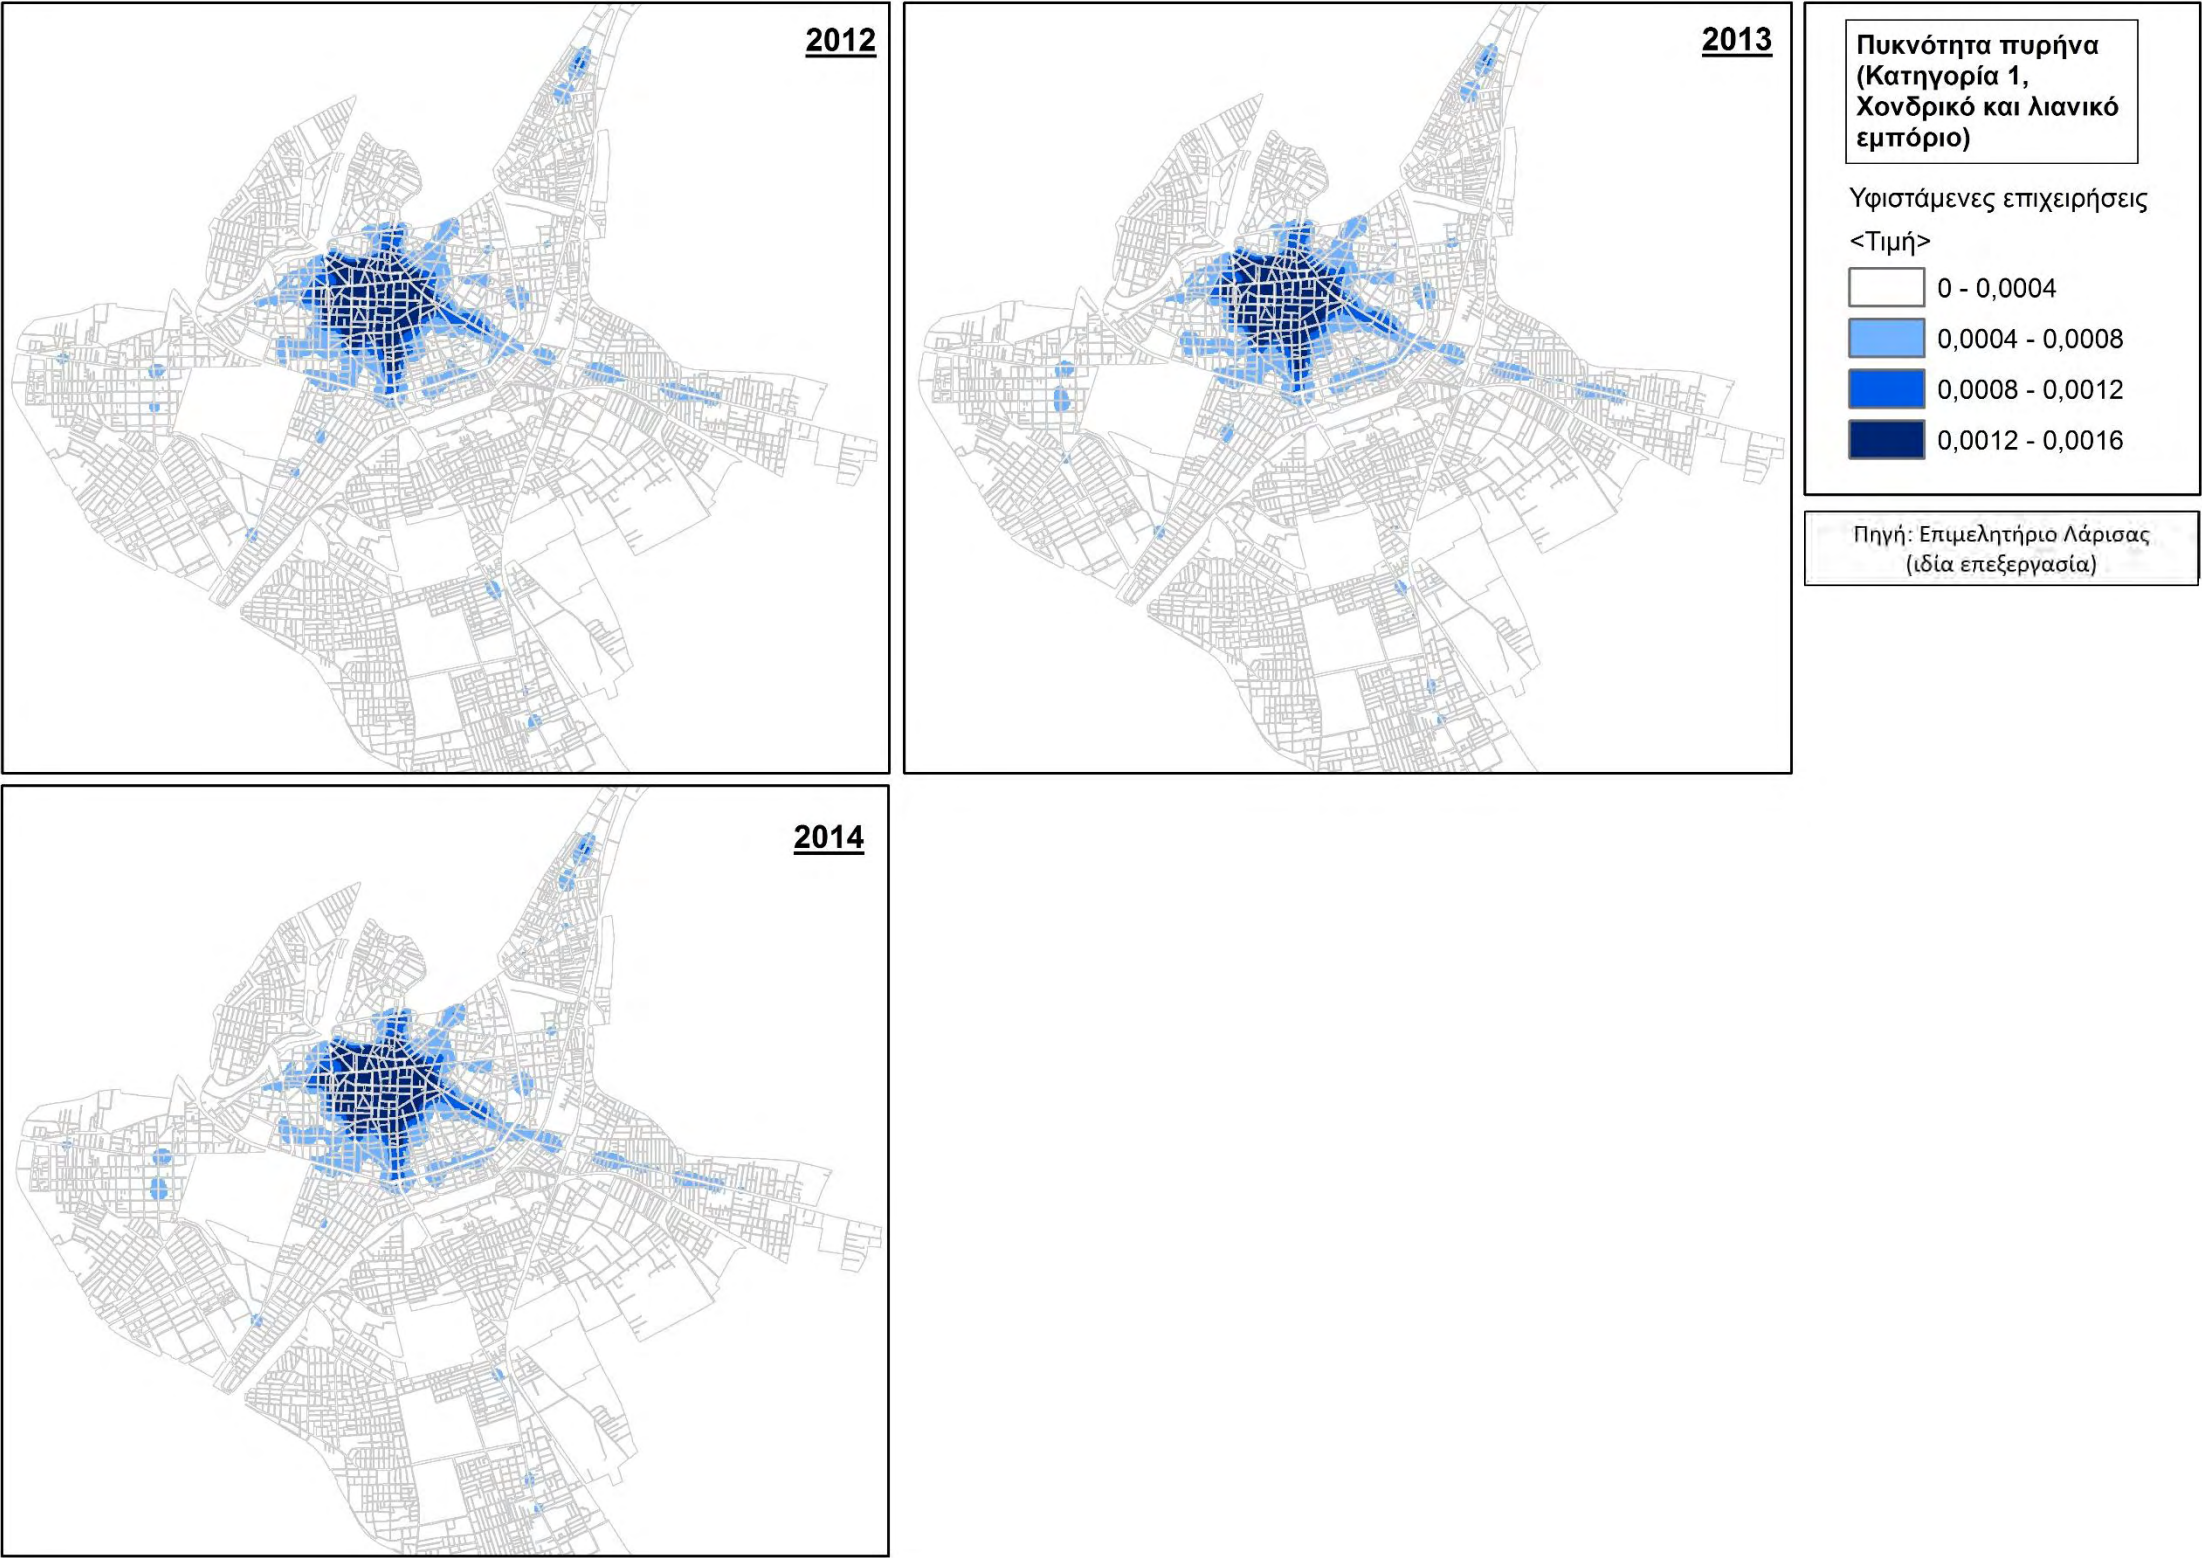 2012
2013
Πυκνότητα πυρήνα
(Κατηγορία 1,
Χονδρικό και λιανικό
εμπόριο)
Υφιστάμενες επιχειρήσεις
<Τιμή>
0 - 0,0004
0,0004 - 0,0008
0,0008 - 0,0012
0,0012 - 0,0016
Πηγή: Επιμελητήριο Λάρισας
(ιδία επεξεργασία)
2014